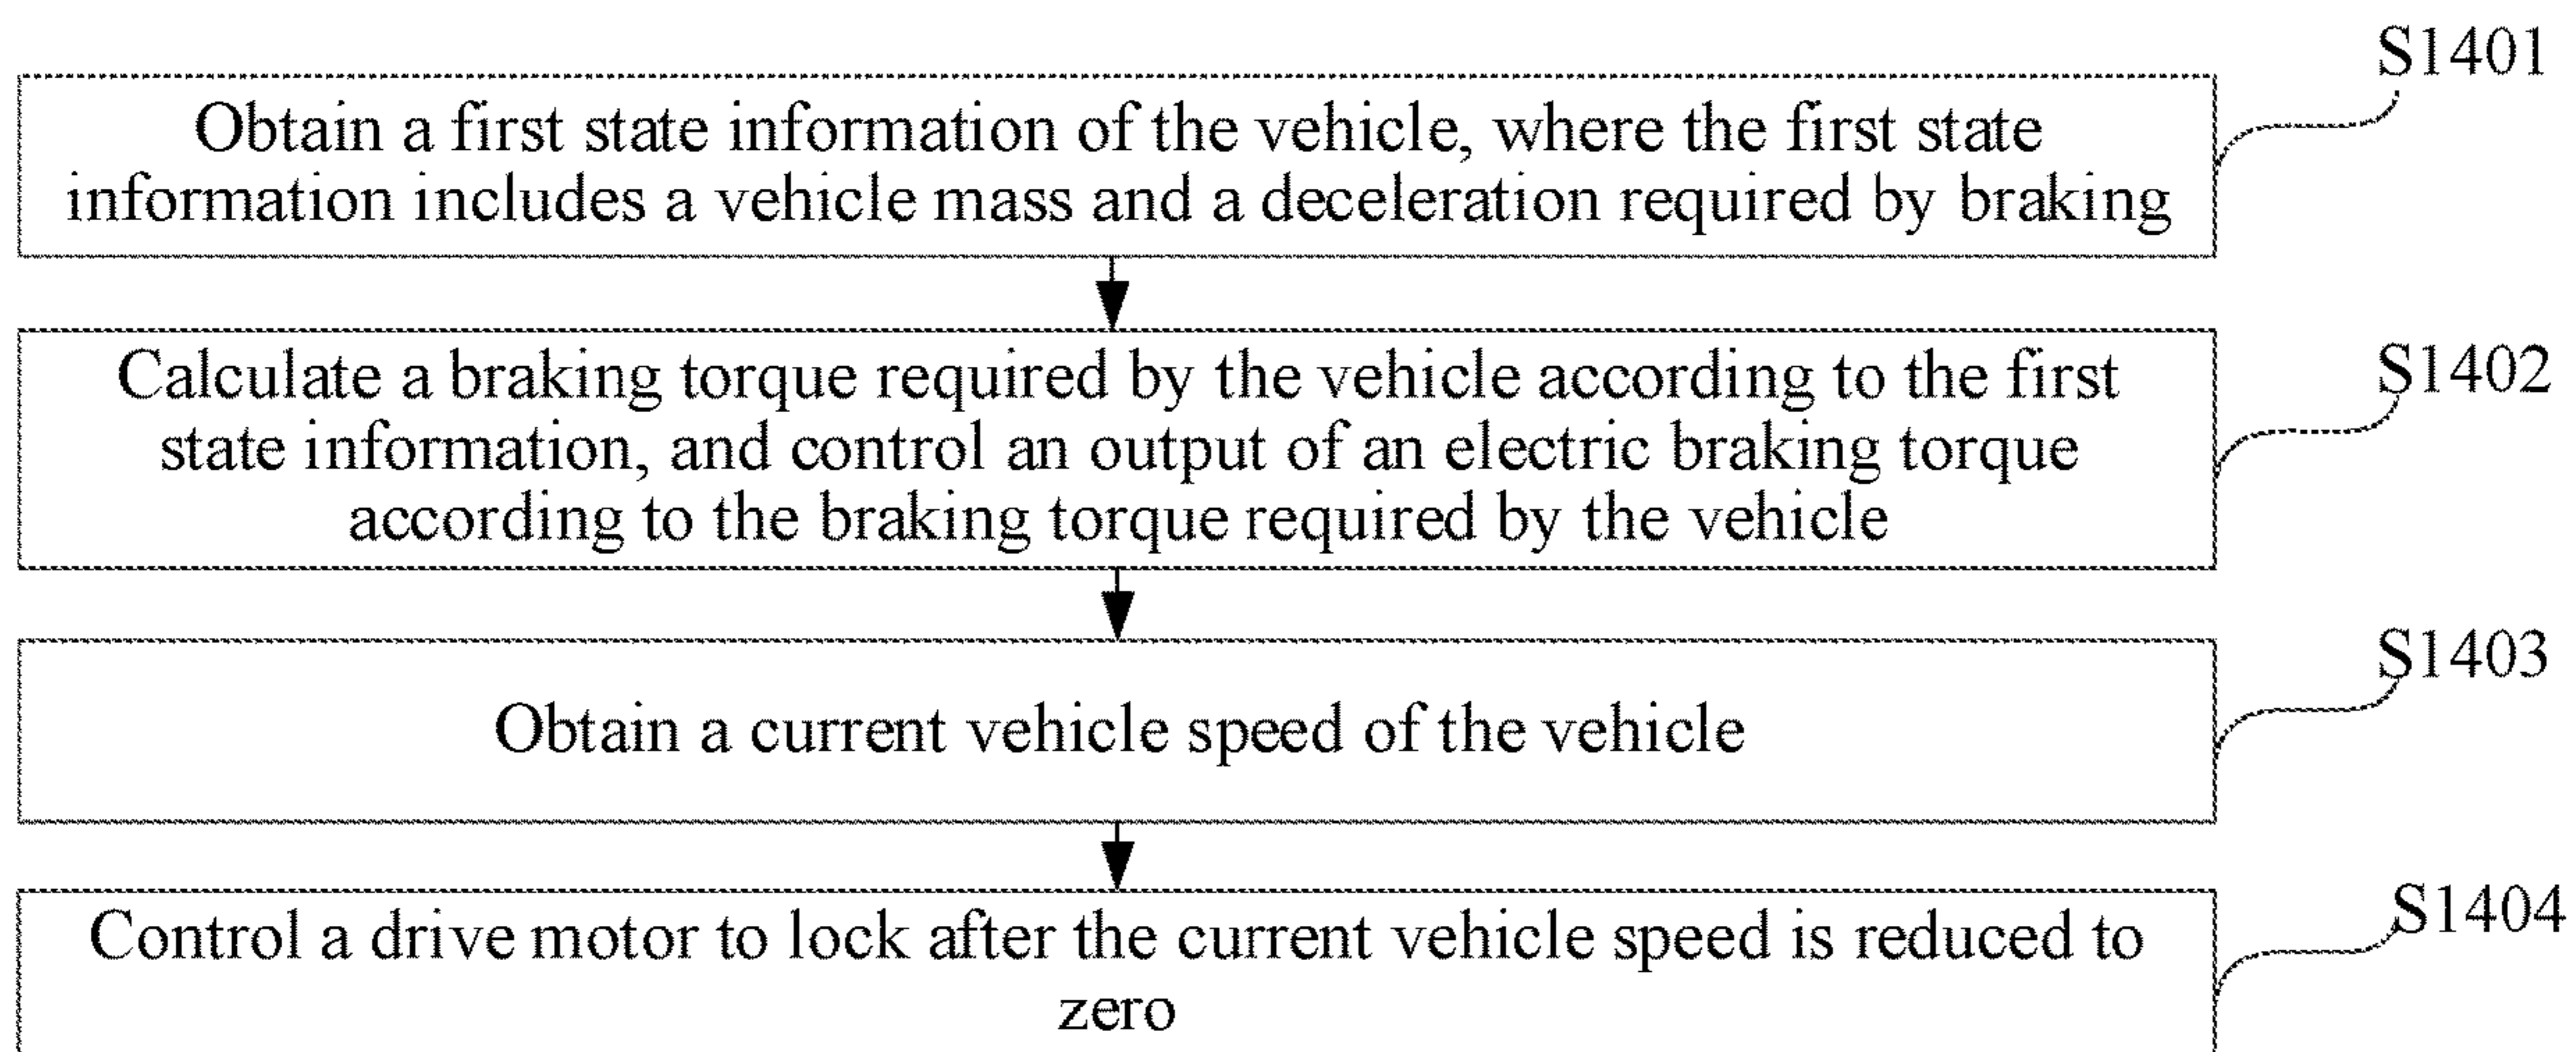 S1401
Obtain a first state information of the vehicle, where the first state
information includes a vehicle mass and a deceleration required by braking
S1402
Calculate a braking torque required by the vehicle according to the first
state information, and control an output of an electric braking torque
according to the braking torque required by the vehicle
S1403
Obtain a current vehicle speed of the vehicle
S1404
Control a drive motor to lock after the current vehicle speed is reduced to
zero